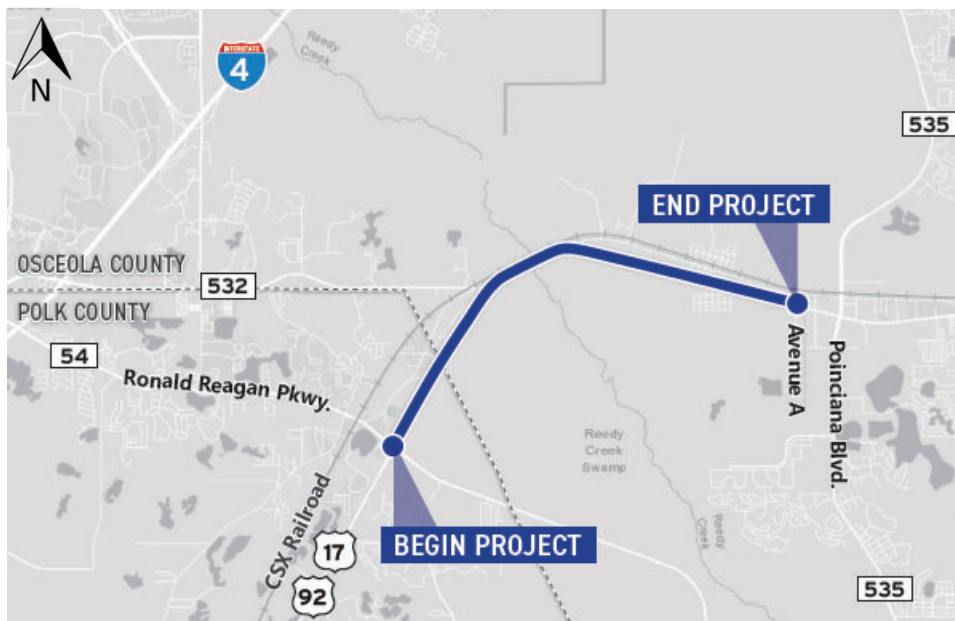 Swamp
N
INTERSTATE
4
Reedy
Creek
535
END PROJECT
OSCEOLA COUNTY
532
POLK COUNTY
54
Ronald Reagan Pkwy.
Avenue A
Poinciana Blvd.
Reedy
Creek
Swamp
CSX Railroad
BEGIN PROJECT
17
92
Reedy
Creek
535